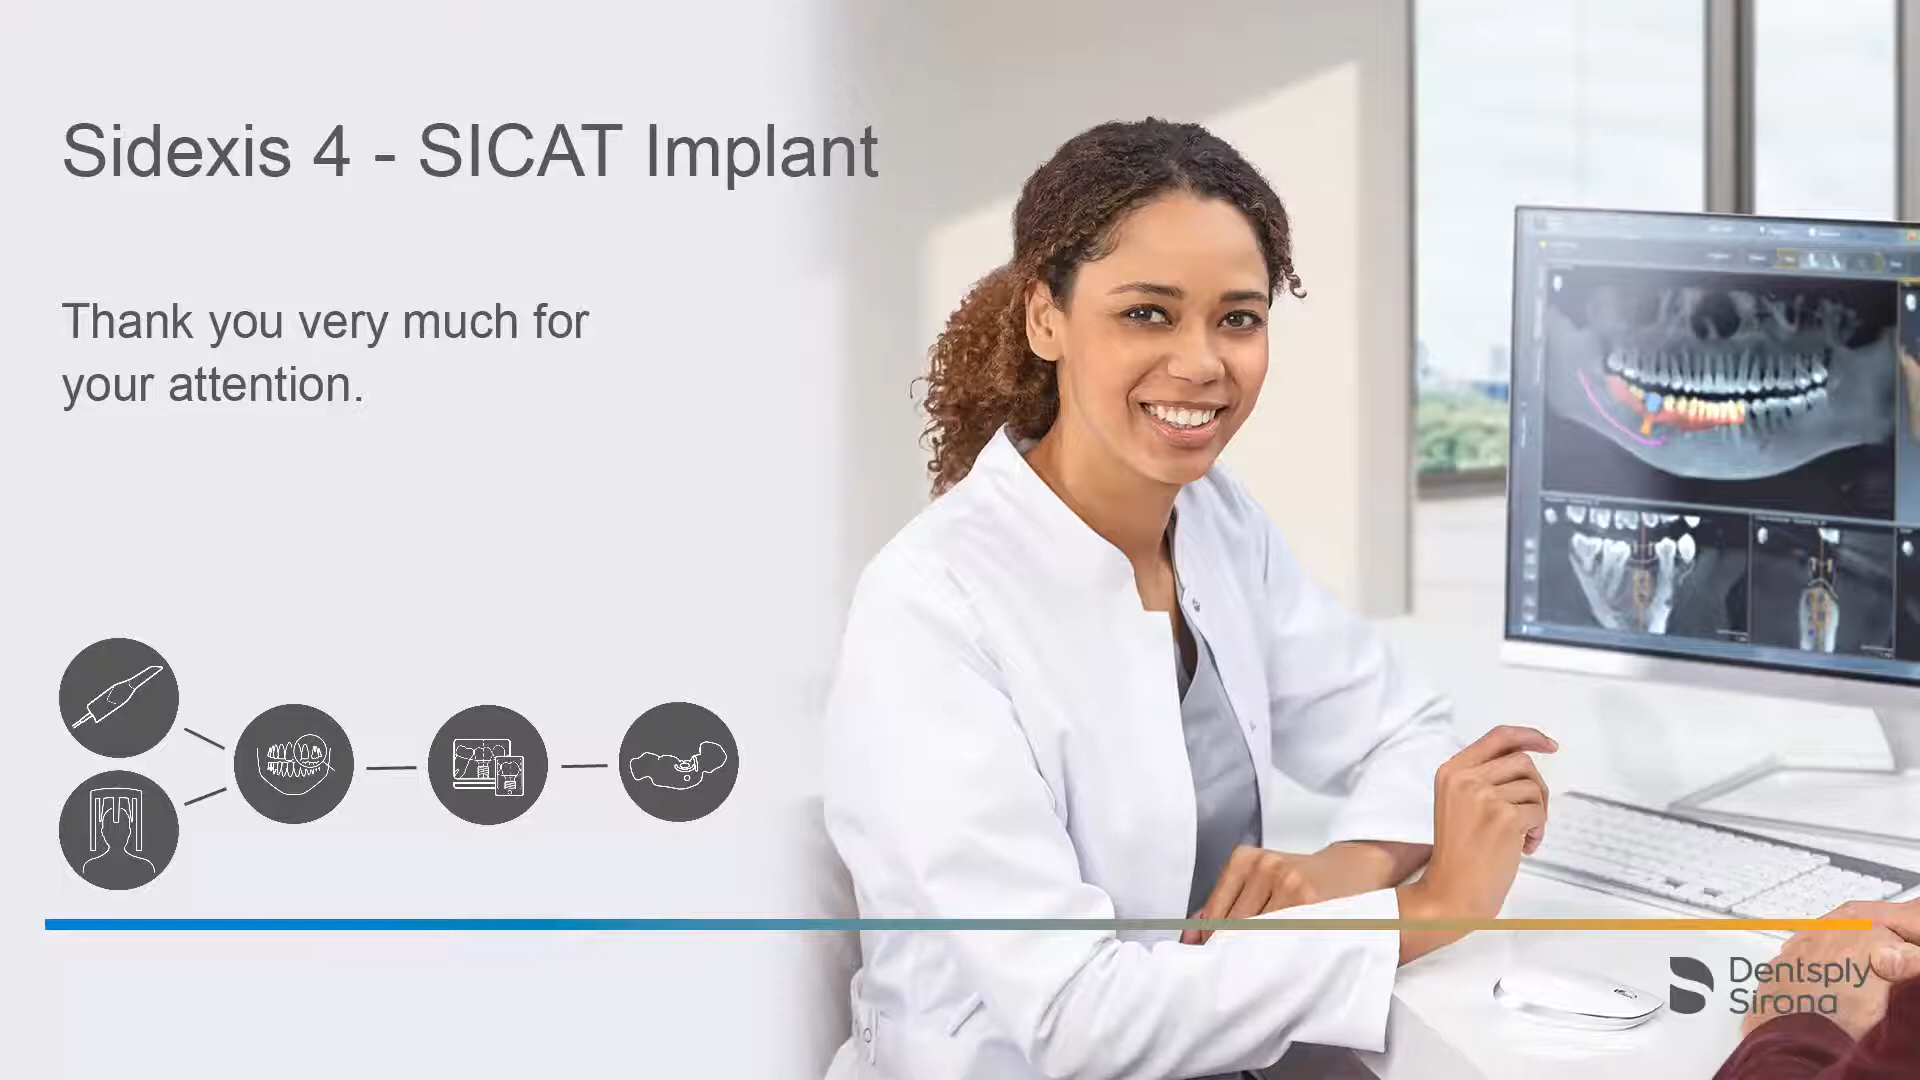 Sidexis 4 - SICAT Implant
Thank you very much for
your attention.
Dentsply
Sirona